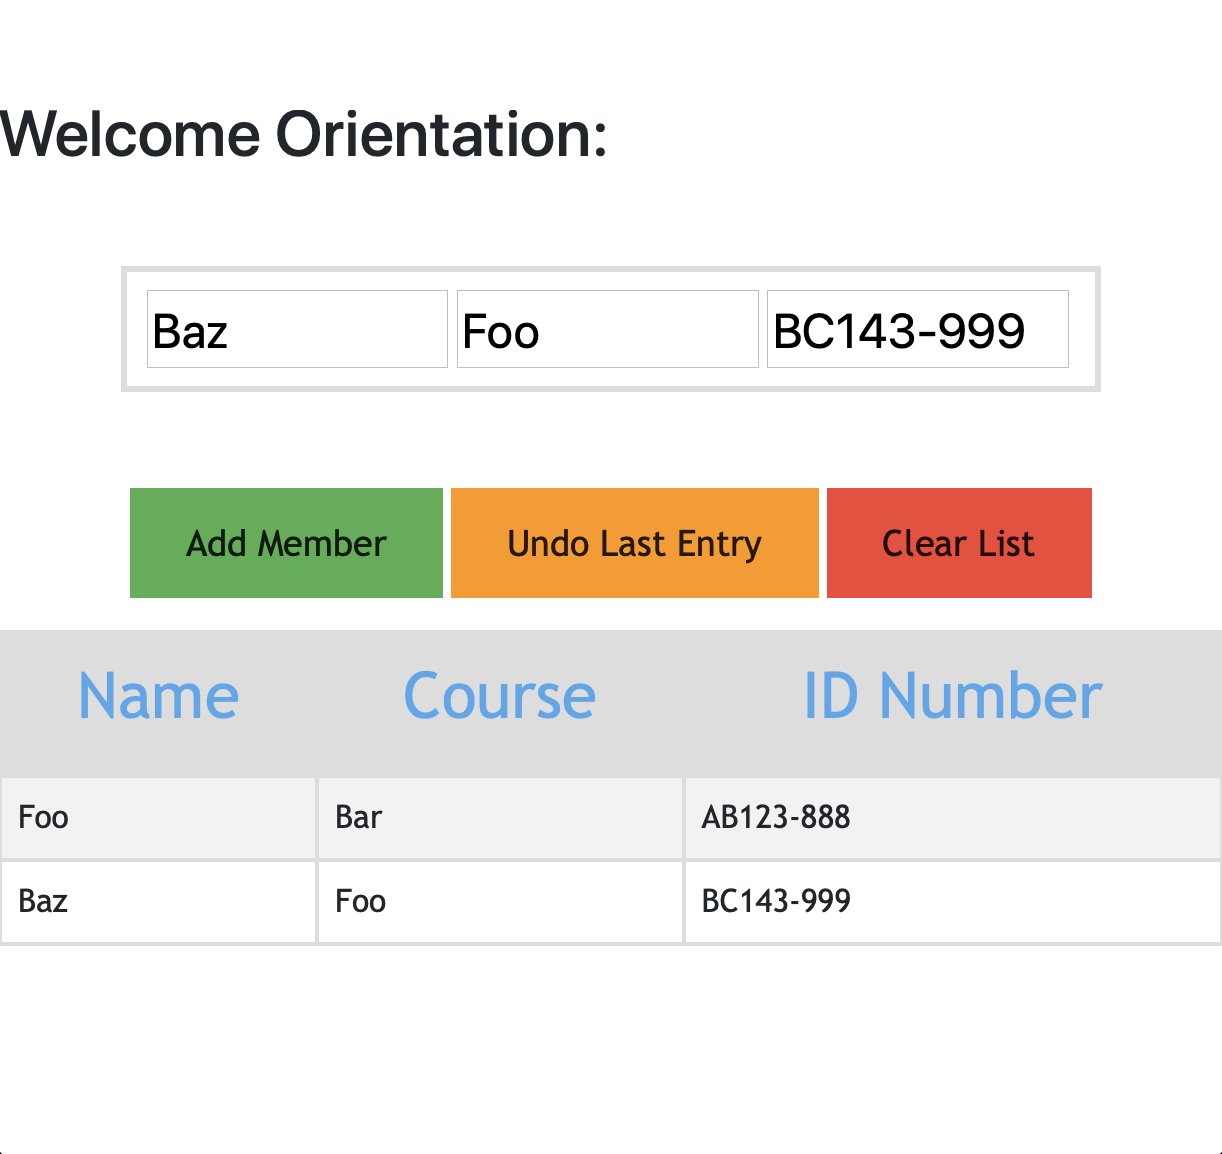 Welcome Orientation:
Baz Foo BC143-999
Add Member Undo Last Entry Clear List
Name Course ID Number
Foo Bar AB123-888
Baz Foo BC143-999